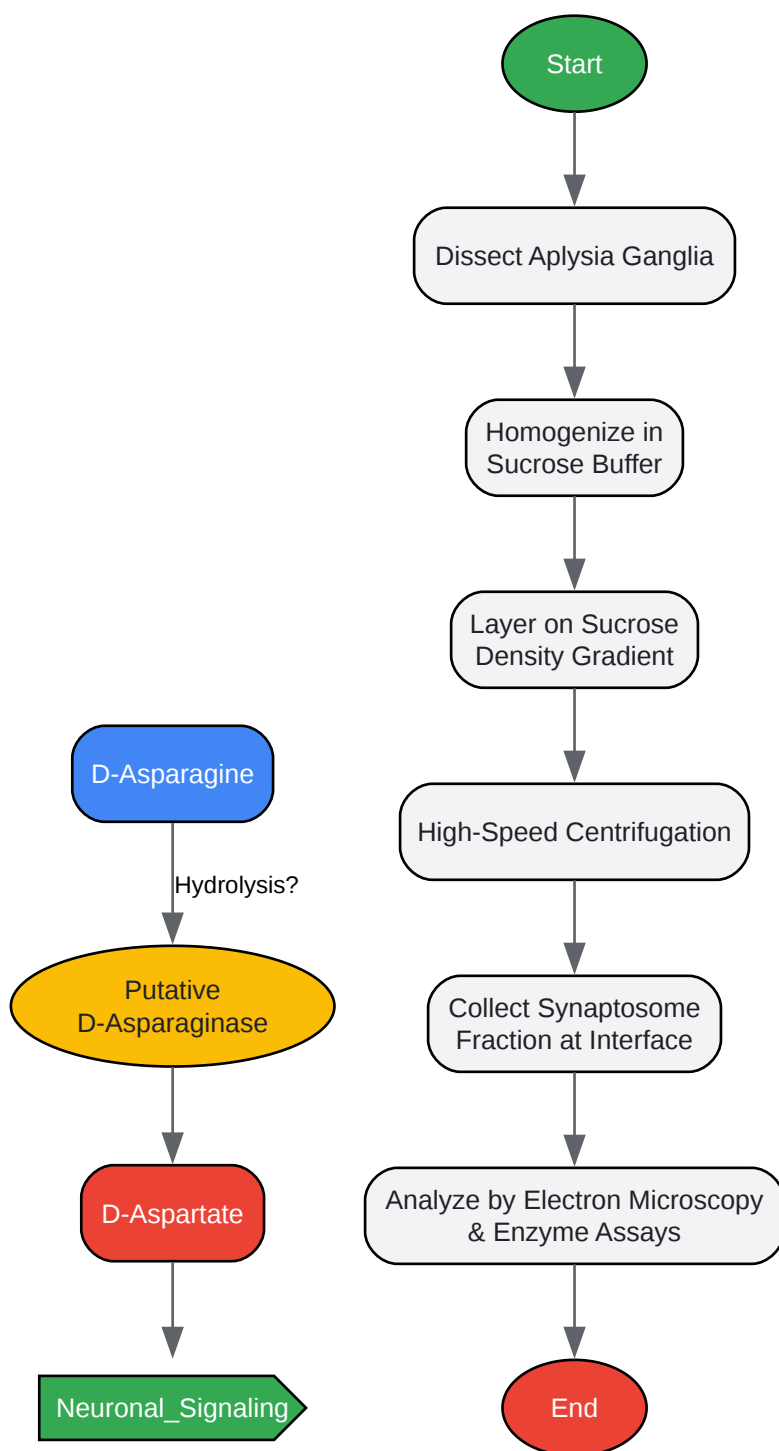 Start
Dissect Aplysia Ganglia
Homogenize in
Sucrose Buffer
Layer on Sucrose
Density Gradient
High-Speed Centrifugation
Collect Synaptosome
Fraction at Interface
Analyze by Electron Microscopy
& Enzyme Assays
End
D-Asparagine
Hydrolysis?
Putative
D-Asparaginase
D-Aspartate
Neuronal_Signaling